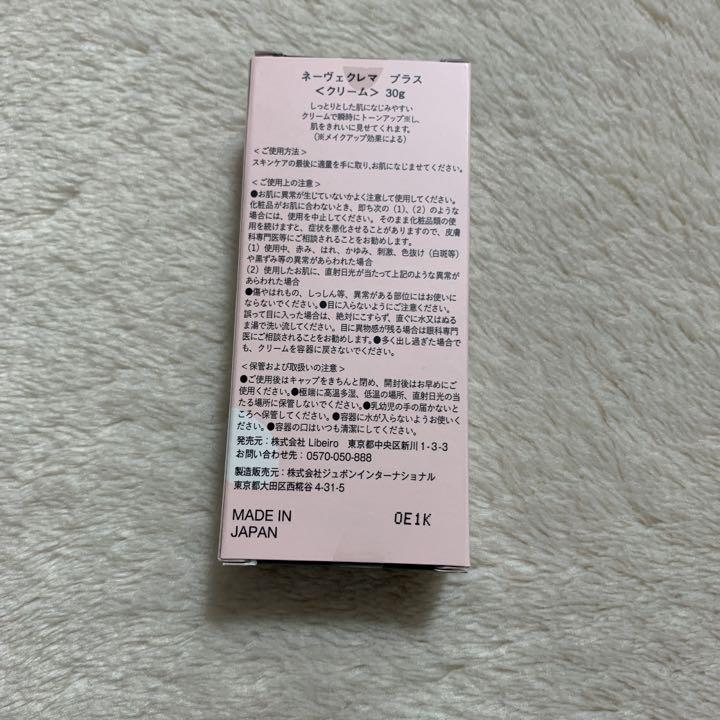 ネーヴェクレマ プラス
＜クリーム＞ 30g
しっとりとした肌になじみやすい
クリームで瞬時にトーンアップ※し、
肌をきれいに見せてくれます。
（※メイクアップ効果による）
＜ご使用方法＞
スキンケアの最後に適量を手に取り、お肌になじませてください。
＜ご使用上の注意＞
●お肌に異常が生じていないかよく注意して使用してください。
化粧品がお肌に合わないとき、即ち次の（1）、（2）のような
場合には、使用を中止してください。そのまま化粧品類の使
用を続けますと、症状を悪化させることがありますので、皮膚
科専門医等にご相談されることをお勧めします。
（1）使用中、赤み、はれ、かゆみ、刺激、色抜け（白斑等）
や黒ずみ等の異常があらわれた場合
（2）使用したお肌に、直射日光が当たって上記のような異常が
あらわれた場合
●傷やはれもの、しっしん等、異常がある部位にはお使いに
ならないでください。●目に入らないようにご注意ください。
誤って目に入った場合は、絶対にこすらず、直ぐに水又はぬる
ま湯で洗い流してください。目に異物感が残る場合は眼科専門
医にご相談されることをお勧めします。●多く出し過ぎた場合で
も、クリームを容器に戻さないでください。
＜保管および取扱いの注意＞
●ご使用後はキャップをきちんと閉め、開封後はお早めにご
使用ください。●極端に高温多湿、低温の場所、直射日光の当
たる場所に保管しないでください。●乳幼児の手の届かないと
ころへ保管してください。●容器に水が入らないようお使いく
ださい。●容器の口はいつも清潔にしてください。
発売元：株式会社 Libeiro 東京都中央区新川 1-3-3
お問い合わせ先：0570-050-888
製造販売元：株式会社ジュポンインターナショナル
東京都大田区西糀谷 4-31-5
MADE IN
JAPAN
OE1K